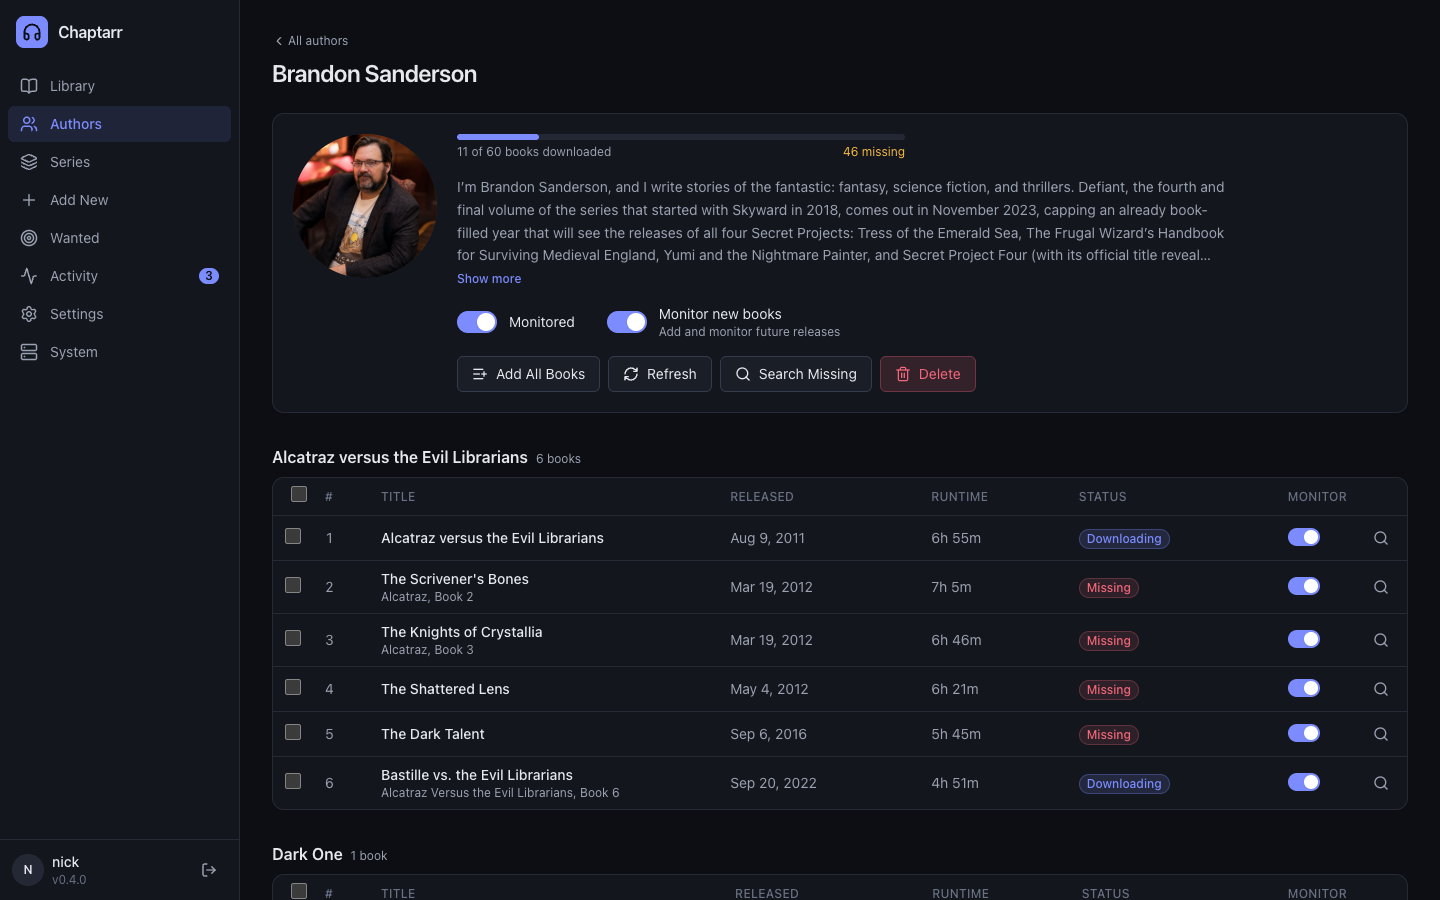 Chaptarr
Library
Authors
Series
Add New
Wanted
Activity 3
Settings
System
N nick
v0.4.0
All authors
Brandon Sanderson
11 of 60 books downloaded 46 missing
I'm Brandon Sanderson, and I write stories of the fantastic: fantasy, science fiction, and thrillers. Defiant, the fourth and
final volume of the series that started with Skyward in 2018, comes out in November 2023, capping an already book-
filled year that will see the releases of all four Secret Projects: Tress of the Emerald Sea, The Frugal Wizard's Handbook
for Surviving Medieval England, Yumi and the Nightmare Painter, and Secret Project Four (with its official title reveal...
Show more
Monitored
Monitor new books
Add and monitor future releases
Add All Books Refresh Search Missing Delete
Alcatraz versus the Evil Librarians 6 books
# TITLE RELEASED RUNTIME STATUS MONITOR
1 Alcatraz versus the Evil Librarians Aug 9, 2011 6h 55m Downloading
2 The Scrivener's Bones Mar 19, 2012 7h 5m Missing
Alcatraz, Book 2
3 The Knights of Crystallia Mar 19, 2012 6h 46m Missing
Alcatraz, Book 3
4 The Shattered Lens May 4, 2012 6h 21m Missing
5 The Dark Talent Sep 6, 2016 5h 45m Missing
6 Bastille vs. the Evil Librarians Sep 20, 2022 4h 51m Downloading
Alcatraz Versus the Evil Librarians, Book 6
Dark One 1 book
# TITLE RELEASED RUNTIME STATUS MONITOR